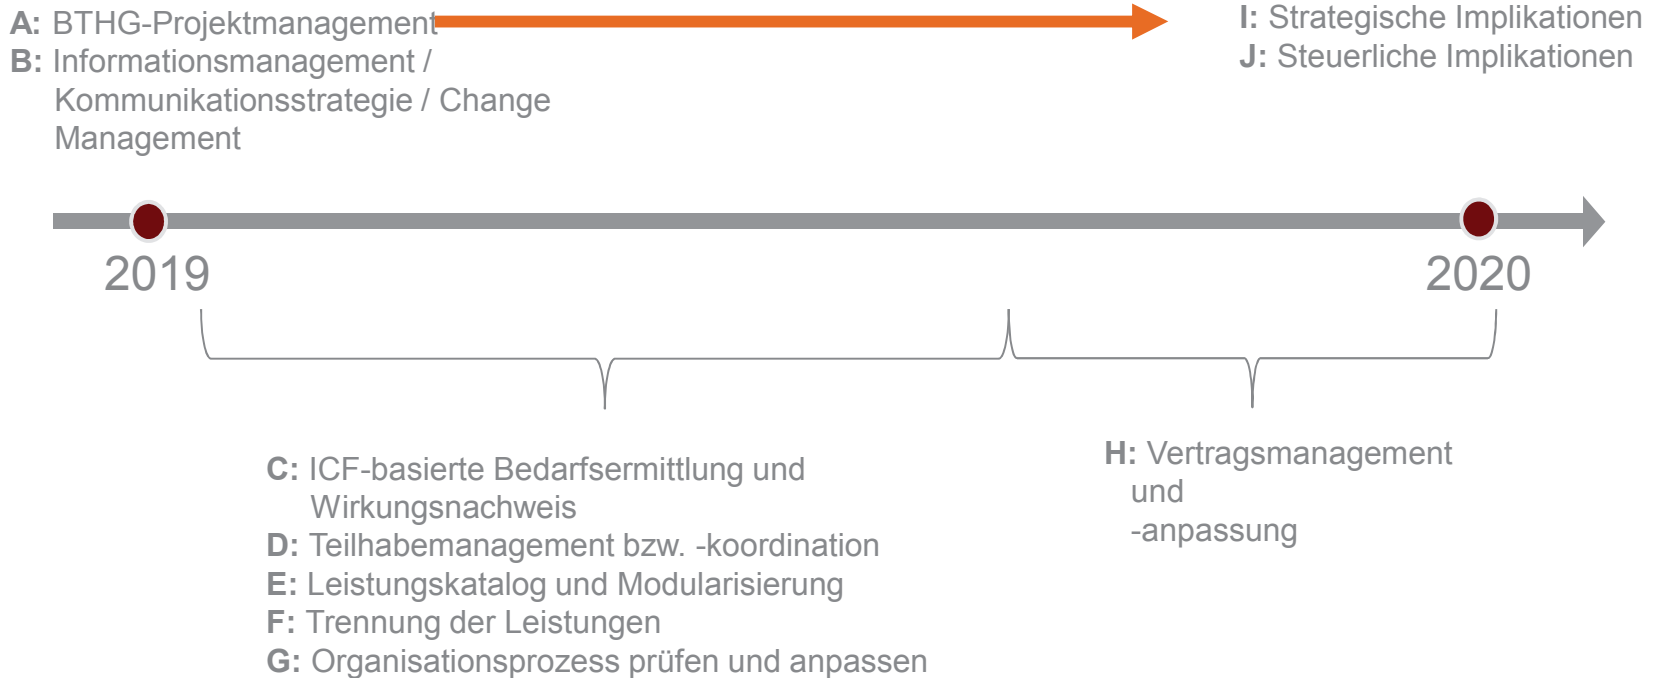 A: BTHG-Projektmanagement
B: Informationsmanagement /
Kommunikationsstrategie / Change
Management
I: Strategische Implikationen
J: Steuerliche Implikationen
2019
2020
C: ICF-basierte Bedarfsermittlung und
Wirkungsnachweis
D: Teilhabemanagement bzw. -koordination
E: Leistungskatalog und Modularisierung
F: Trennung der Leistungen
G: Organisationsprozess prüfen und anpassen
H: Vertragsmanagement
und
-anpassung